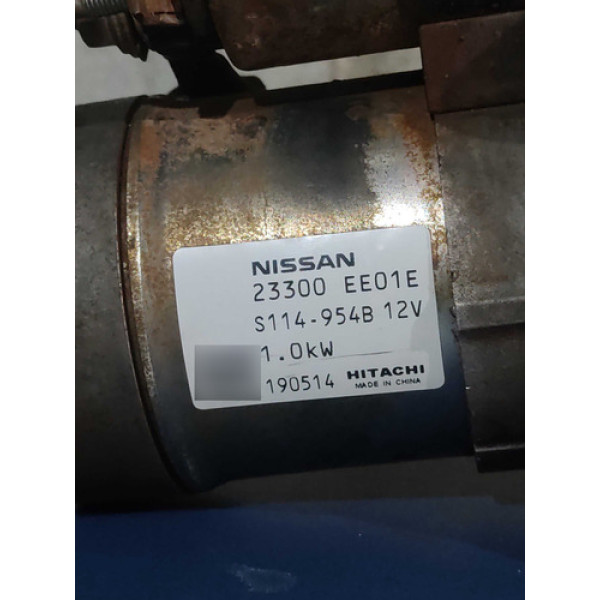 NISSAN
23300 EE01E
S114-954B 12V
1.0kW
190514 HITACHI
MADE IN CHINA